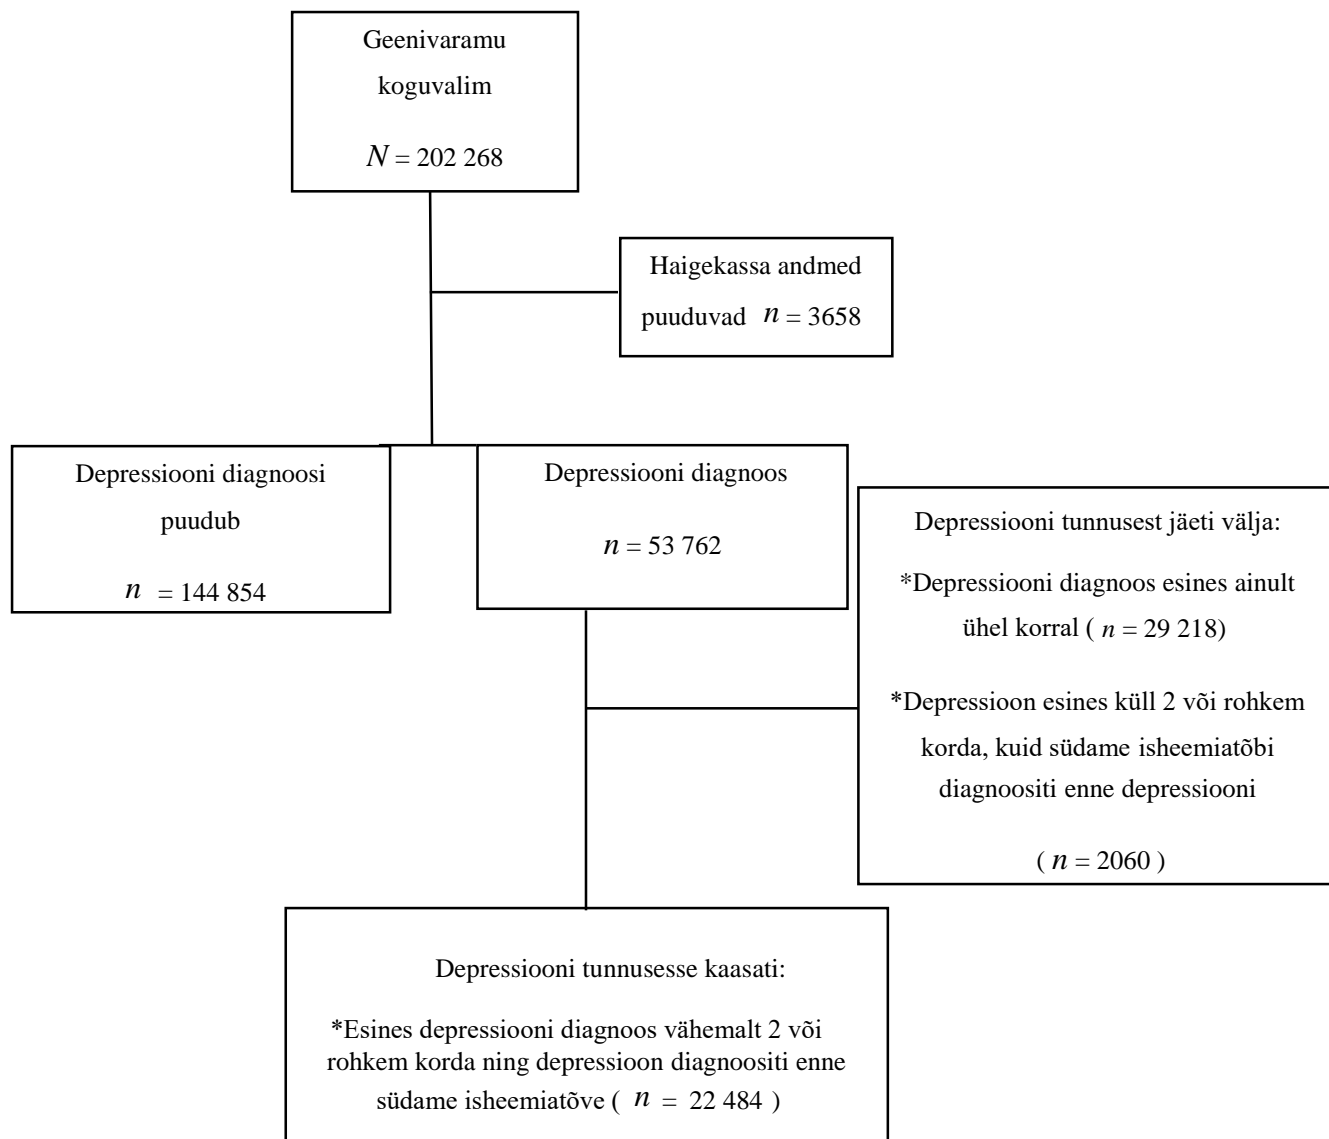 Geenivaramu
koguvalim
N = 202 268
Haigekassa andmed
puuduvad n = 3658
Depressiooni diagnoosi
puudub
n = 144 854
Depressiooni diagnoos
n = 53 762
Depressiooni tunnusest jäeti välja:
*Depressiooni diagnoos esines ainult
ühel korral ( n = 29 218)
*Depressioon esines küll 2 või rohkem
korda, kuid südame isheemiatõbi
diagnoositi enne depressiooni
( n = 2060 )
Depressiooni tunnusesse kaasati:
*Esines depressiooni diagnoos vähemalt 2 või
rohkem korda ning depressioon diagnoositi enne
südame isheemiatõve ( n = 22 484 )